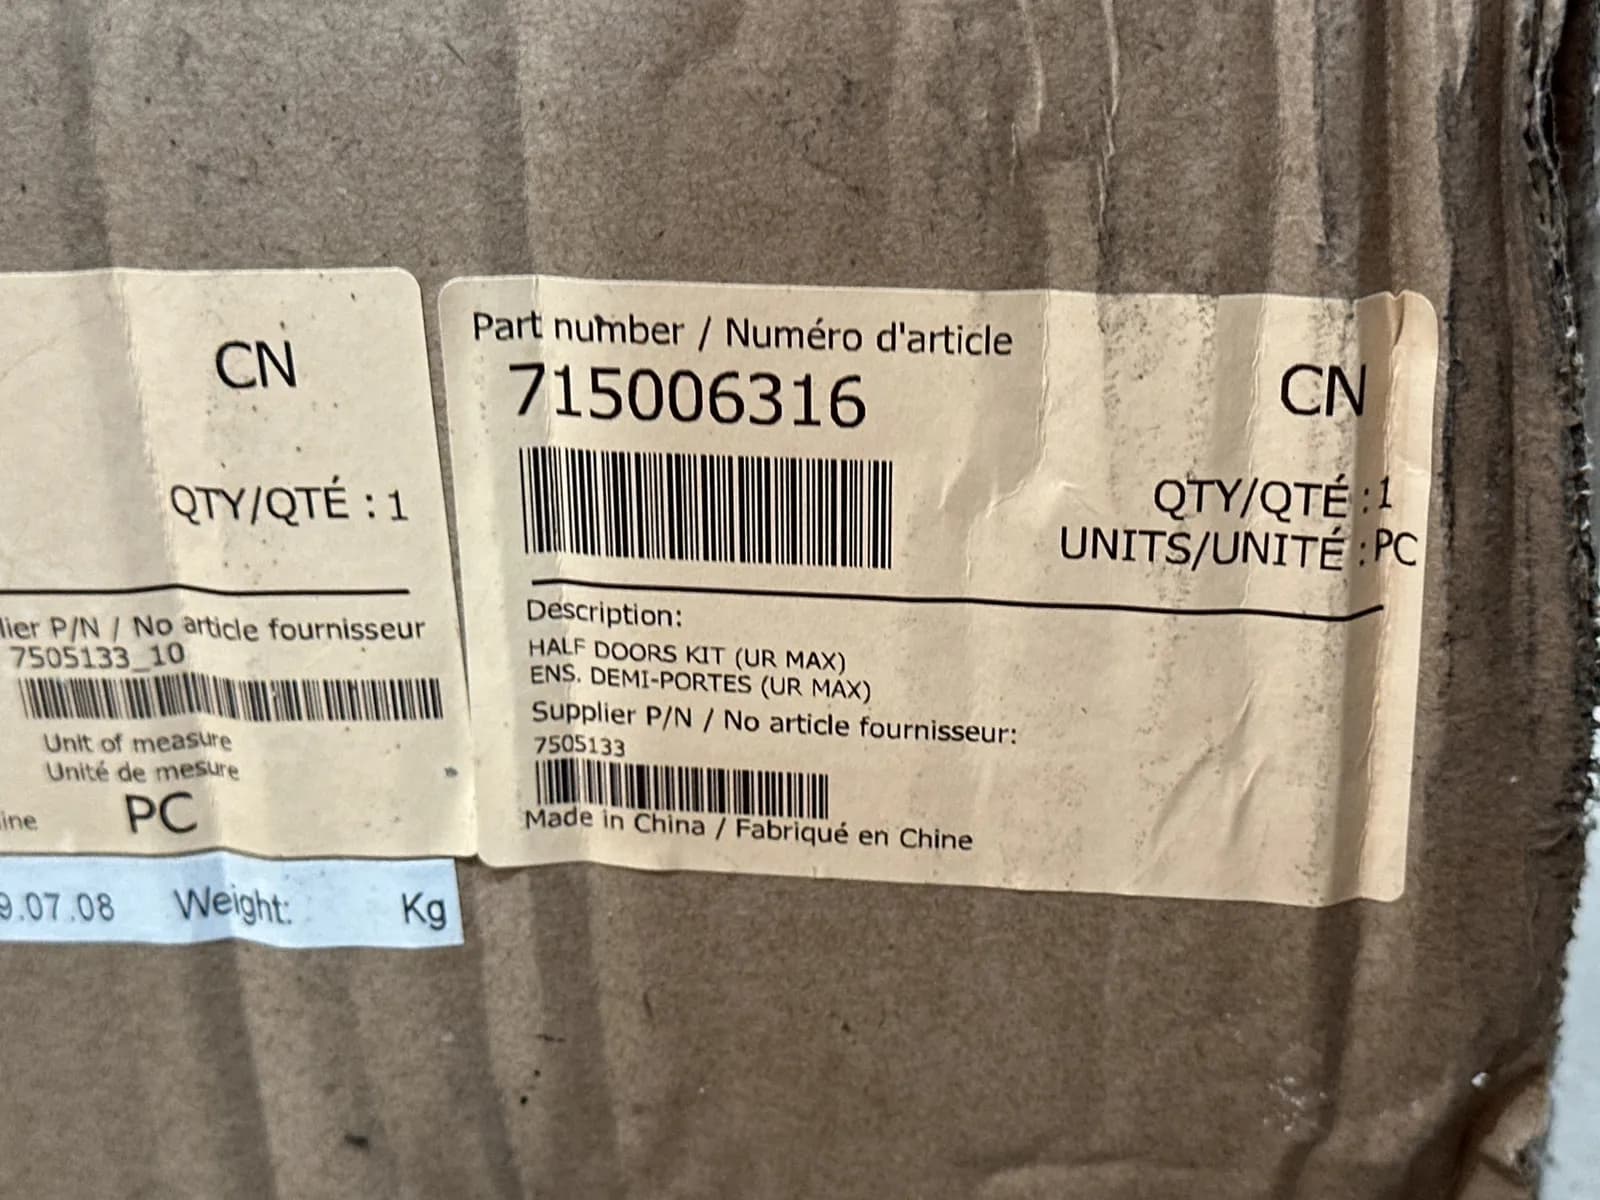 CN
QTY/QTÉ : 1
lier P/N / No article fournisseur
7505133_10
Unit of measure
Unité de mesure
PC
ine
9.07.08 Weight: Kg
Part number / Numéro d'article
715006316
CN
QTY/QTÉ : 1
UNITS/UNITÉ : PC
Description:
HALF DOORS KIT (UR MAX)
ENS. DEMI-PORTES (UR MAX)
Supplier P/N / No article fournisseur:
7505133
Made in China / Fabriqué en Chine